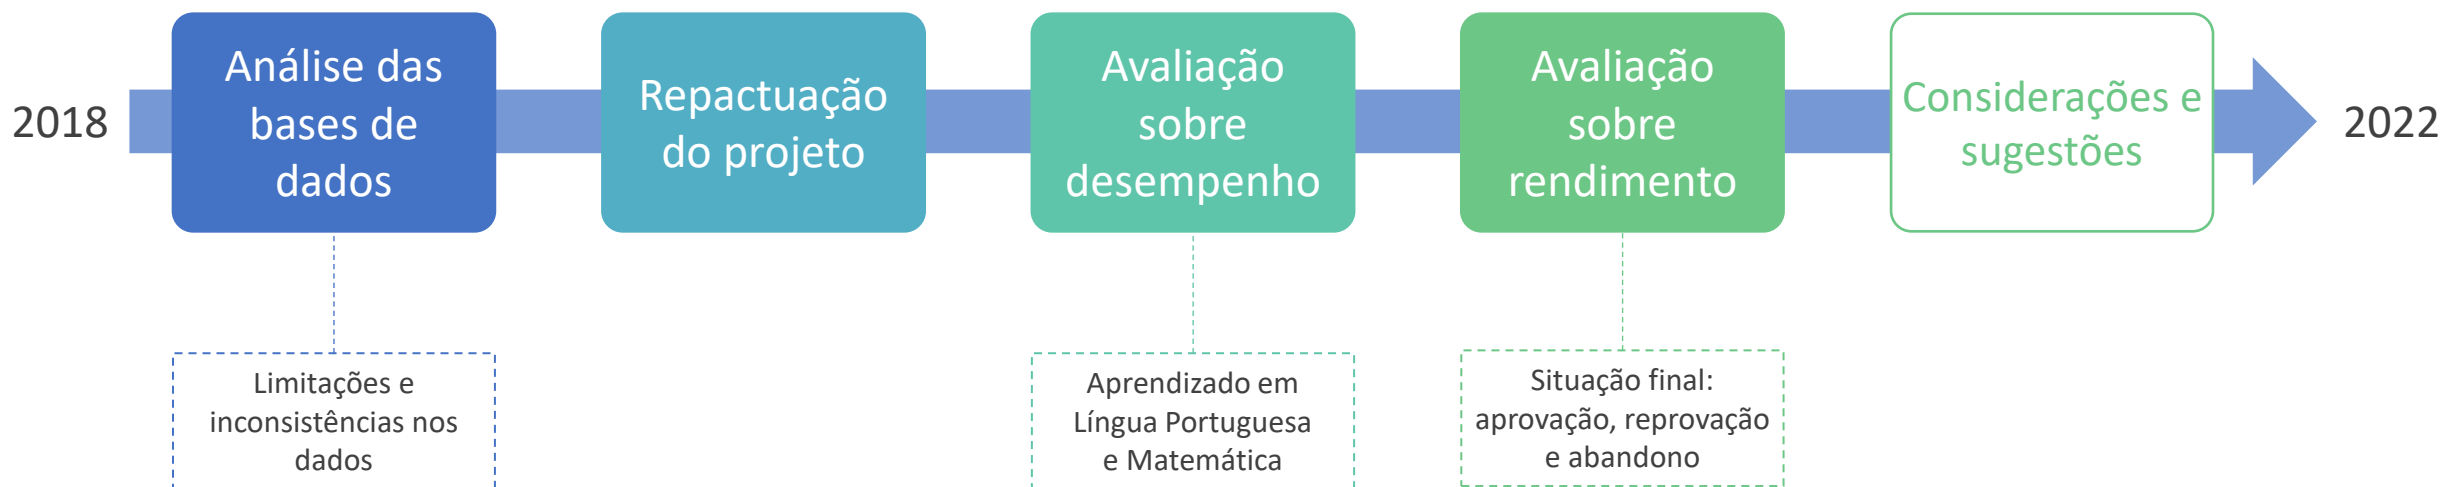 2018
Análise das
bases de
dados
Repactuação
do projeto
Avaliação
sobre
desempenho
Avaliação
sobre
rendimento
Considerações e
sugestões
2022
Limitações e
inconsistências nos
dados
Aprendizado em
Língua Portuguesa
e Matemática
Situação final:
aprovação, reprovação
e abandono